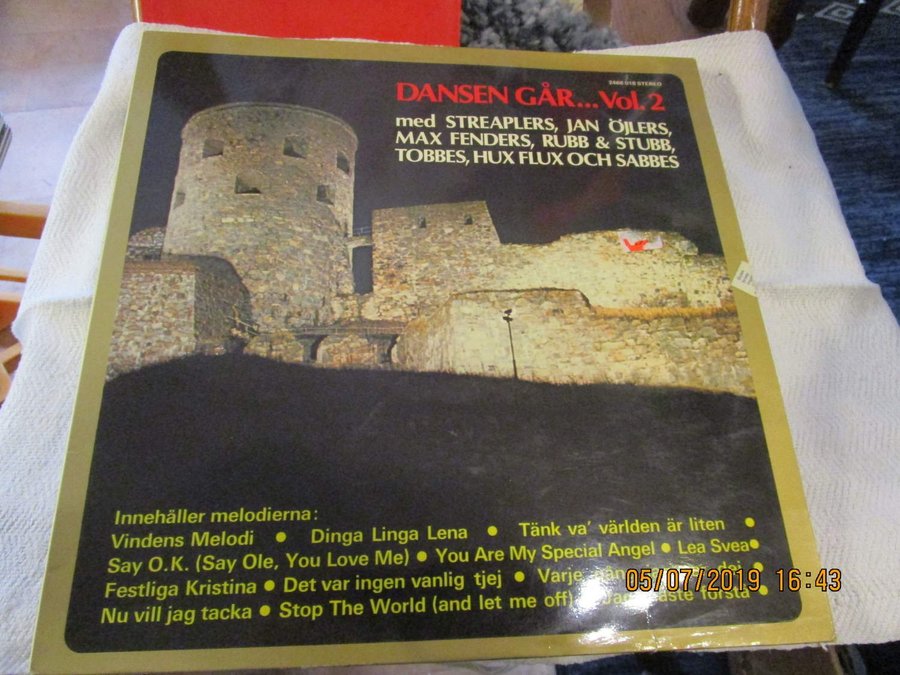 2466 018 STEREO
DANSEN GÅR... Vol. 2
med STREAPLERS, JAN ÖJLERS,
MAX FENDERS, RUBB & STUBB,
TOBBES, HUX FLUX OCH SABBES
Innehåller melodierna:
Vindens Melodi ● Dinga Linga Lena ● Tänk va' världen är liten ●
Say O.K. (Say Ole, You Love Me) ● You Are My Special Angel ● Lea Svea ●
Festliga Kristina ● Det var ingen vanlig tjej ● Varje dej ●
Nu vill jag tacka ● Stop The World (and let me off) ●
05/07/2019 16:43